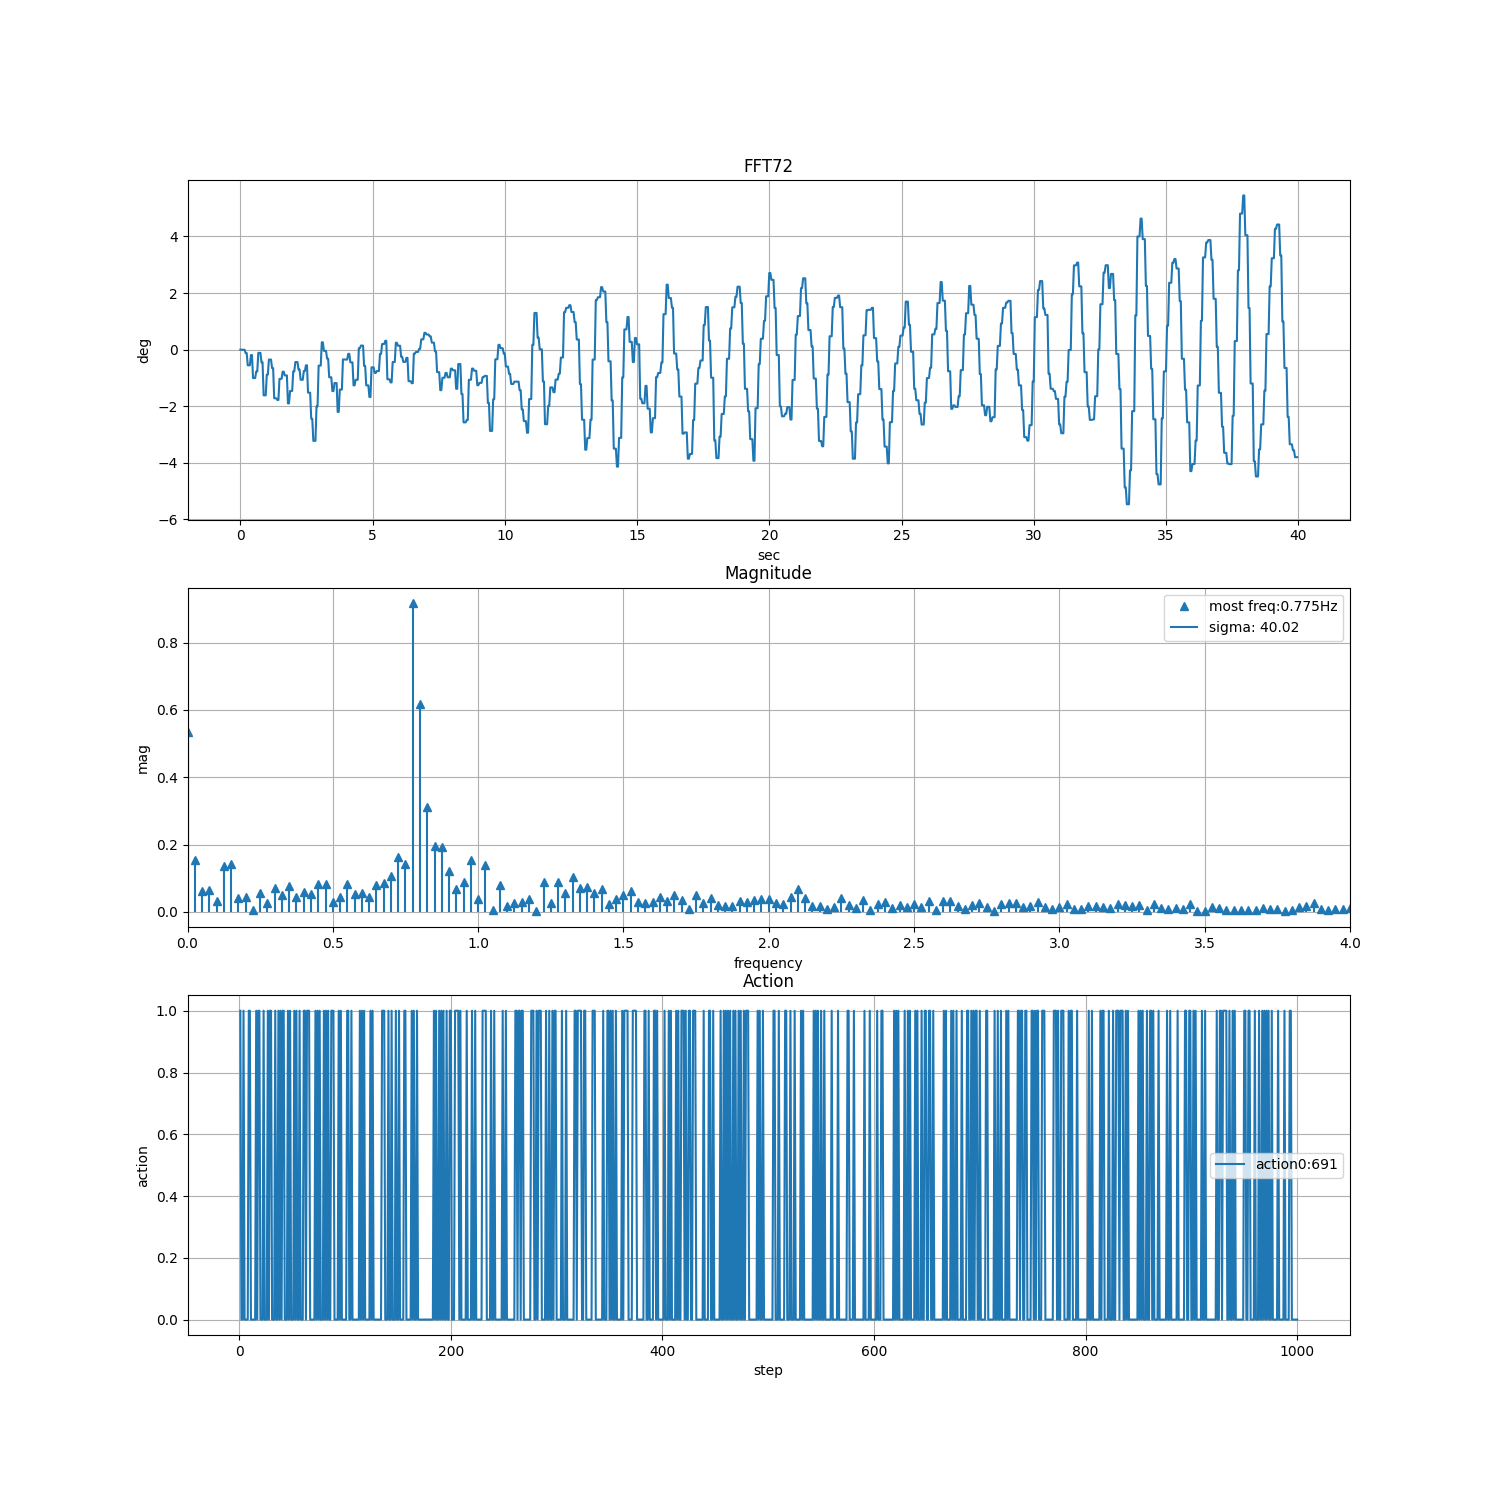 FFT72
4
2
0
−2
−4
−6
deg
0 5 10 15 20 25 30 35 40
sec
Magnitude
most freq:0.775Hz
sigma: 40.02
0.8
0.6
0.4
0.2
0.0
mag
0.0 0.5 1.0 1.5 2.0 2.5 3.0 3.5 4.0
frequency
Action
1.0
0.8
0.6
0.4
0.2
0.0
action
action0:691
0 200 400 600 800 1000
step